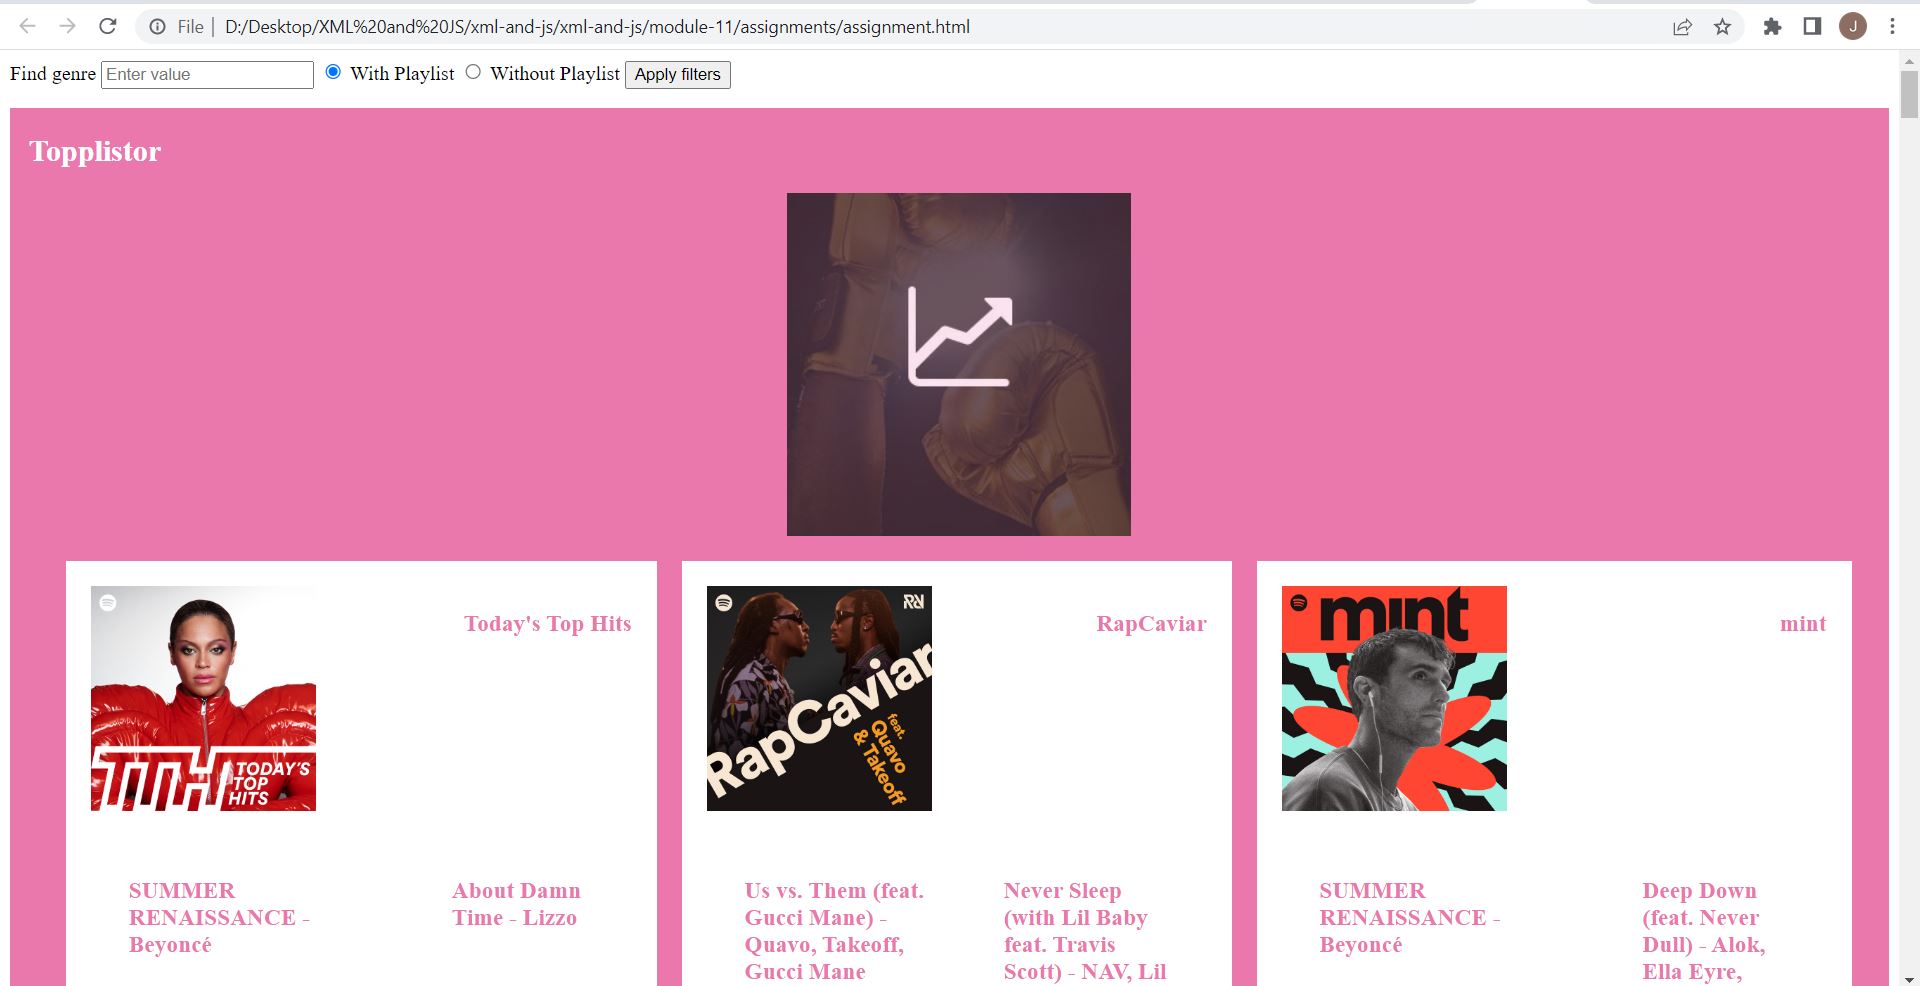 File | D:/Desktop/XML%20and%20JS/xml-and-js/xml-and-js/module-11/assignments/assignment.html
J
Find genre Enter value With Playlist Without Playlist Apply filters
Topplistor
TTH TODAY'S
TOP
HITS
Today's Top Hits
SUMMER
RENAISSANCE -
Beyoncé
About Damn
Time - Lizzo
RapCaviar
feat.
Quavo
& Takeoff
RapCaviar
Us vs. Them (feat.
Gucci Mane) -
Quavo, Takeoff,
Gucci Mane
Never Sleep
(with Lil Baby
feat. Travis
Scott) - NAV, Lil
mint
mint
SUMMER
RENAISSANCE -
Beyoncé
Deep Down
(feat. Never
Dull) - Alok,
Ella Eyre,